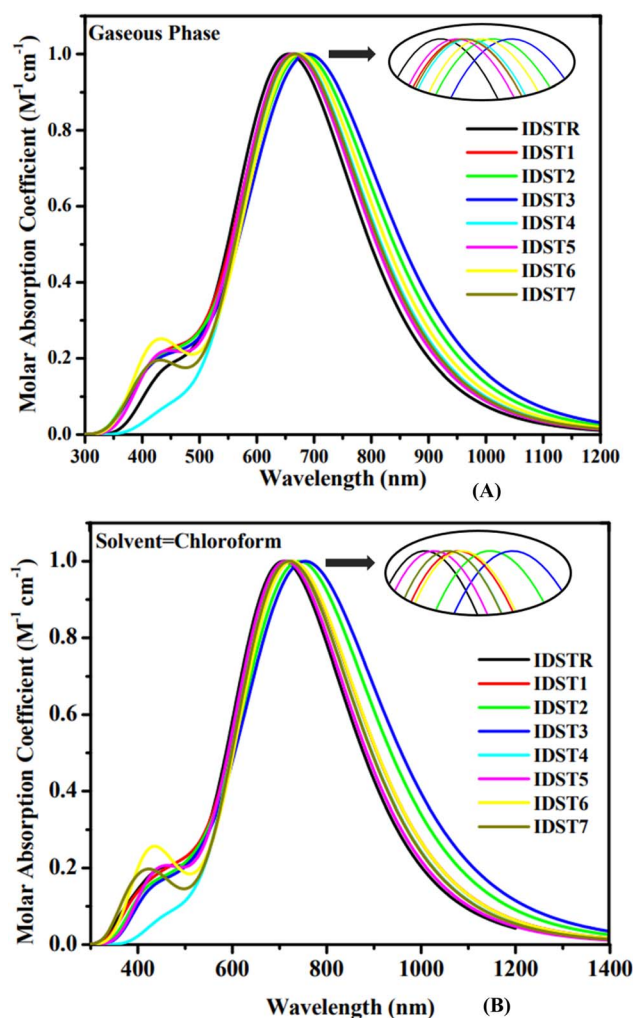 Gaseous Phase
Molar Absorption Coefficient (M⁻¹cm⁻¹)
1.0
0.8
0.6
0.4
0.2
0.0
IDSTR
IDST1
IDST2
IDST3
IDST4
IDST5
IDST6
IDST7
300 400 500 600 700 800 900 1000 1100 1200
Wavelength (nm)
(A)
Solvent=Chloroform
Molar Absorption Coefficient (M⁻¹ cm⁻¹)
1.0
0.8
0.6
0.4
0.2
0.0
IDSTR
IDST1
IDST2
IDST3
IDST4
IDST5
IDST6
IDST7
400 600 800 1000 1200 1400
Wavelength (nm)
(B)